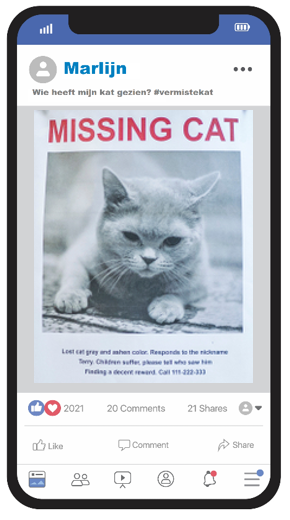 Marlijn
Wie heeft mijn kat gezien? #vermistekat
MISSING CAT
Lost cat gray and ashen color. Responds to the nickname
Terry. Children suffer, please tell who saw him
Finding a decent reward. Call 111-222-333
2021 20 Comments 21 Shares
Like Comment Share